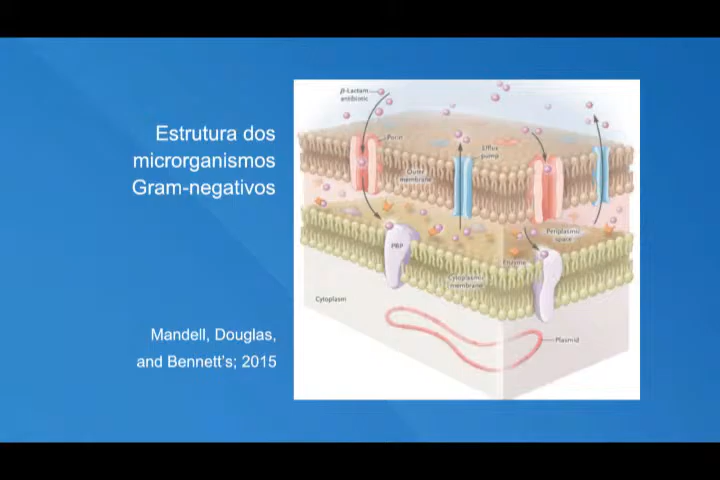 Estrutura dos
microrganismos
Gram-negativos
Mandell, Douglas,
and Bennett's; 2015
β-Lactam
antibiotic
Porin
Efflux
pump
Outer
membrane
Periplasmic
space
PBP
Enzyme
Cytoplasmic
membrane
Cytoplasm
Plasmid